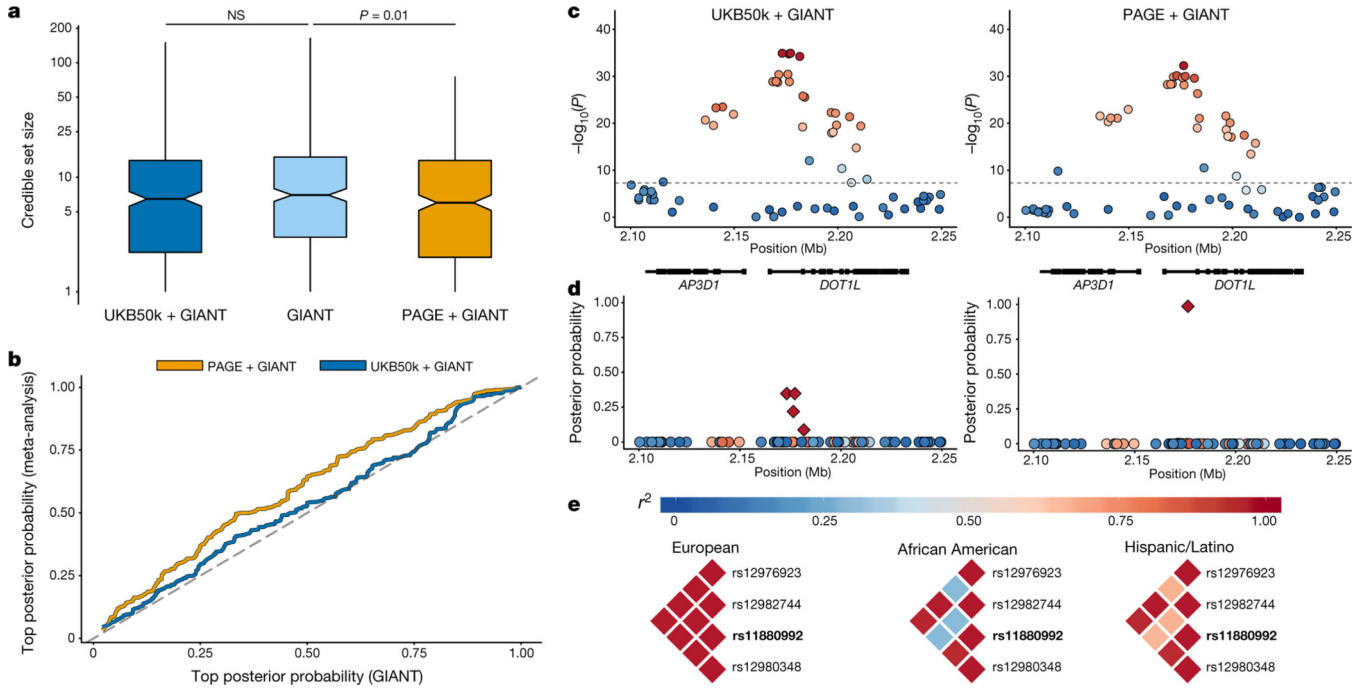 a
NS
P = 0.01
Credible set size
200
100
50
25
10
5
1
UKB50k + GIANT
GIANT
PAGE + GIANT
b
PAGE + GIANT
UKB50k + GIANT
Top posterior probability (meta-analysis)
1.00
0.75
0.50
0.25
0
0
0.25
0.50
0.75
1.00
Top posterior probability (GIANT)
c
UKB50k + GIANT
PAGE + GIANT
−log10(P)
40
30
20
10
0
2.10
2.15
2.20
2.25
Position (Mb)
−log10(P)
40
30
20
10
0
2.10
2.15
2.20
2.25
Position (Mb)
AP3D1
DOT1L
AP3D1
DOT1L
d
Posterior probability
1.00
0.75
0.50
0.25
0
2.10
2.15
2.20
2.25
Position (Mb)
Posterior probability
1.00
0.75
0.50
0.25
0
2.10
2.15
2.20
2.25
Position (Mb)
e
r2
0
0.25
0.50
0.75
1.00
European
African American
Hispanic/Latino
rs12976923
rs12982744
rs11880992
rs12980348
rs12976923
rs12982744
rs11880992
rs12980348
rs12976923
rs12982744
rs11880992
rs12980348